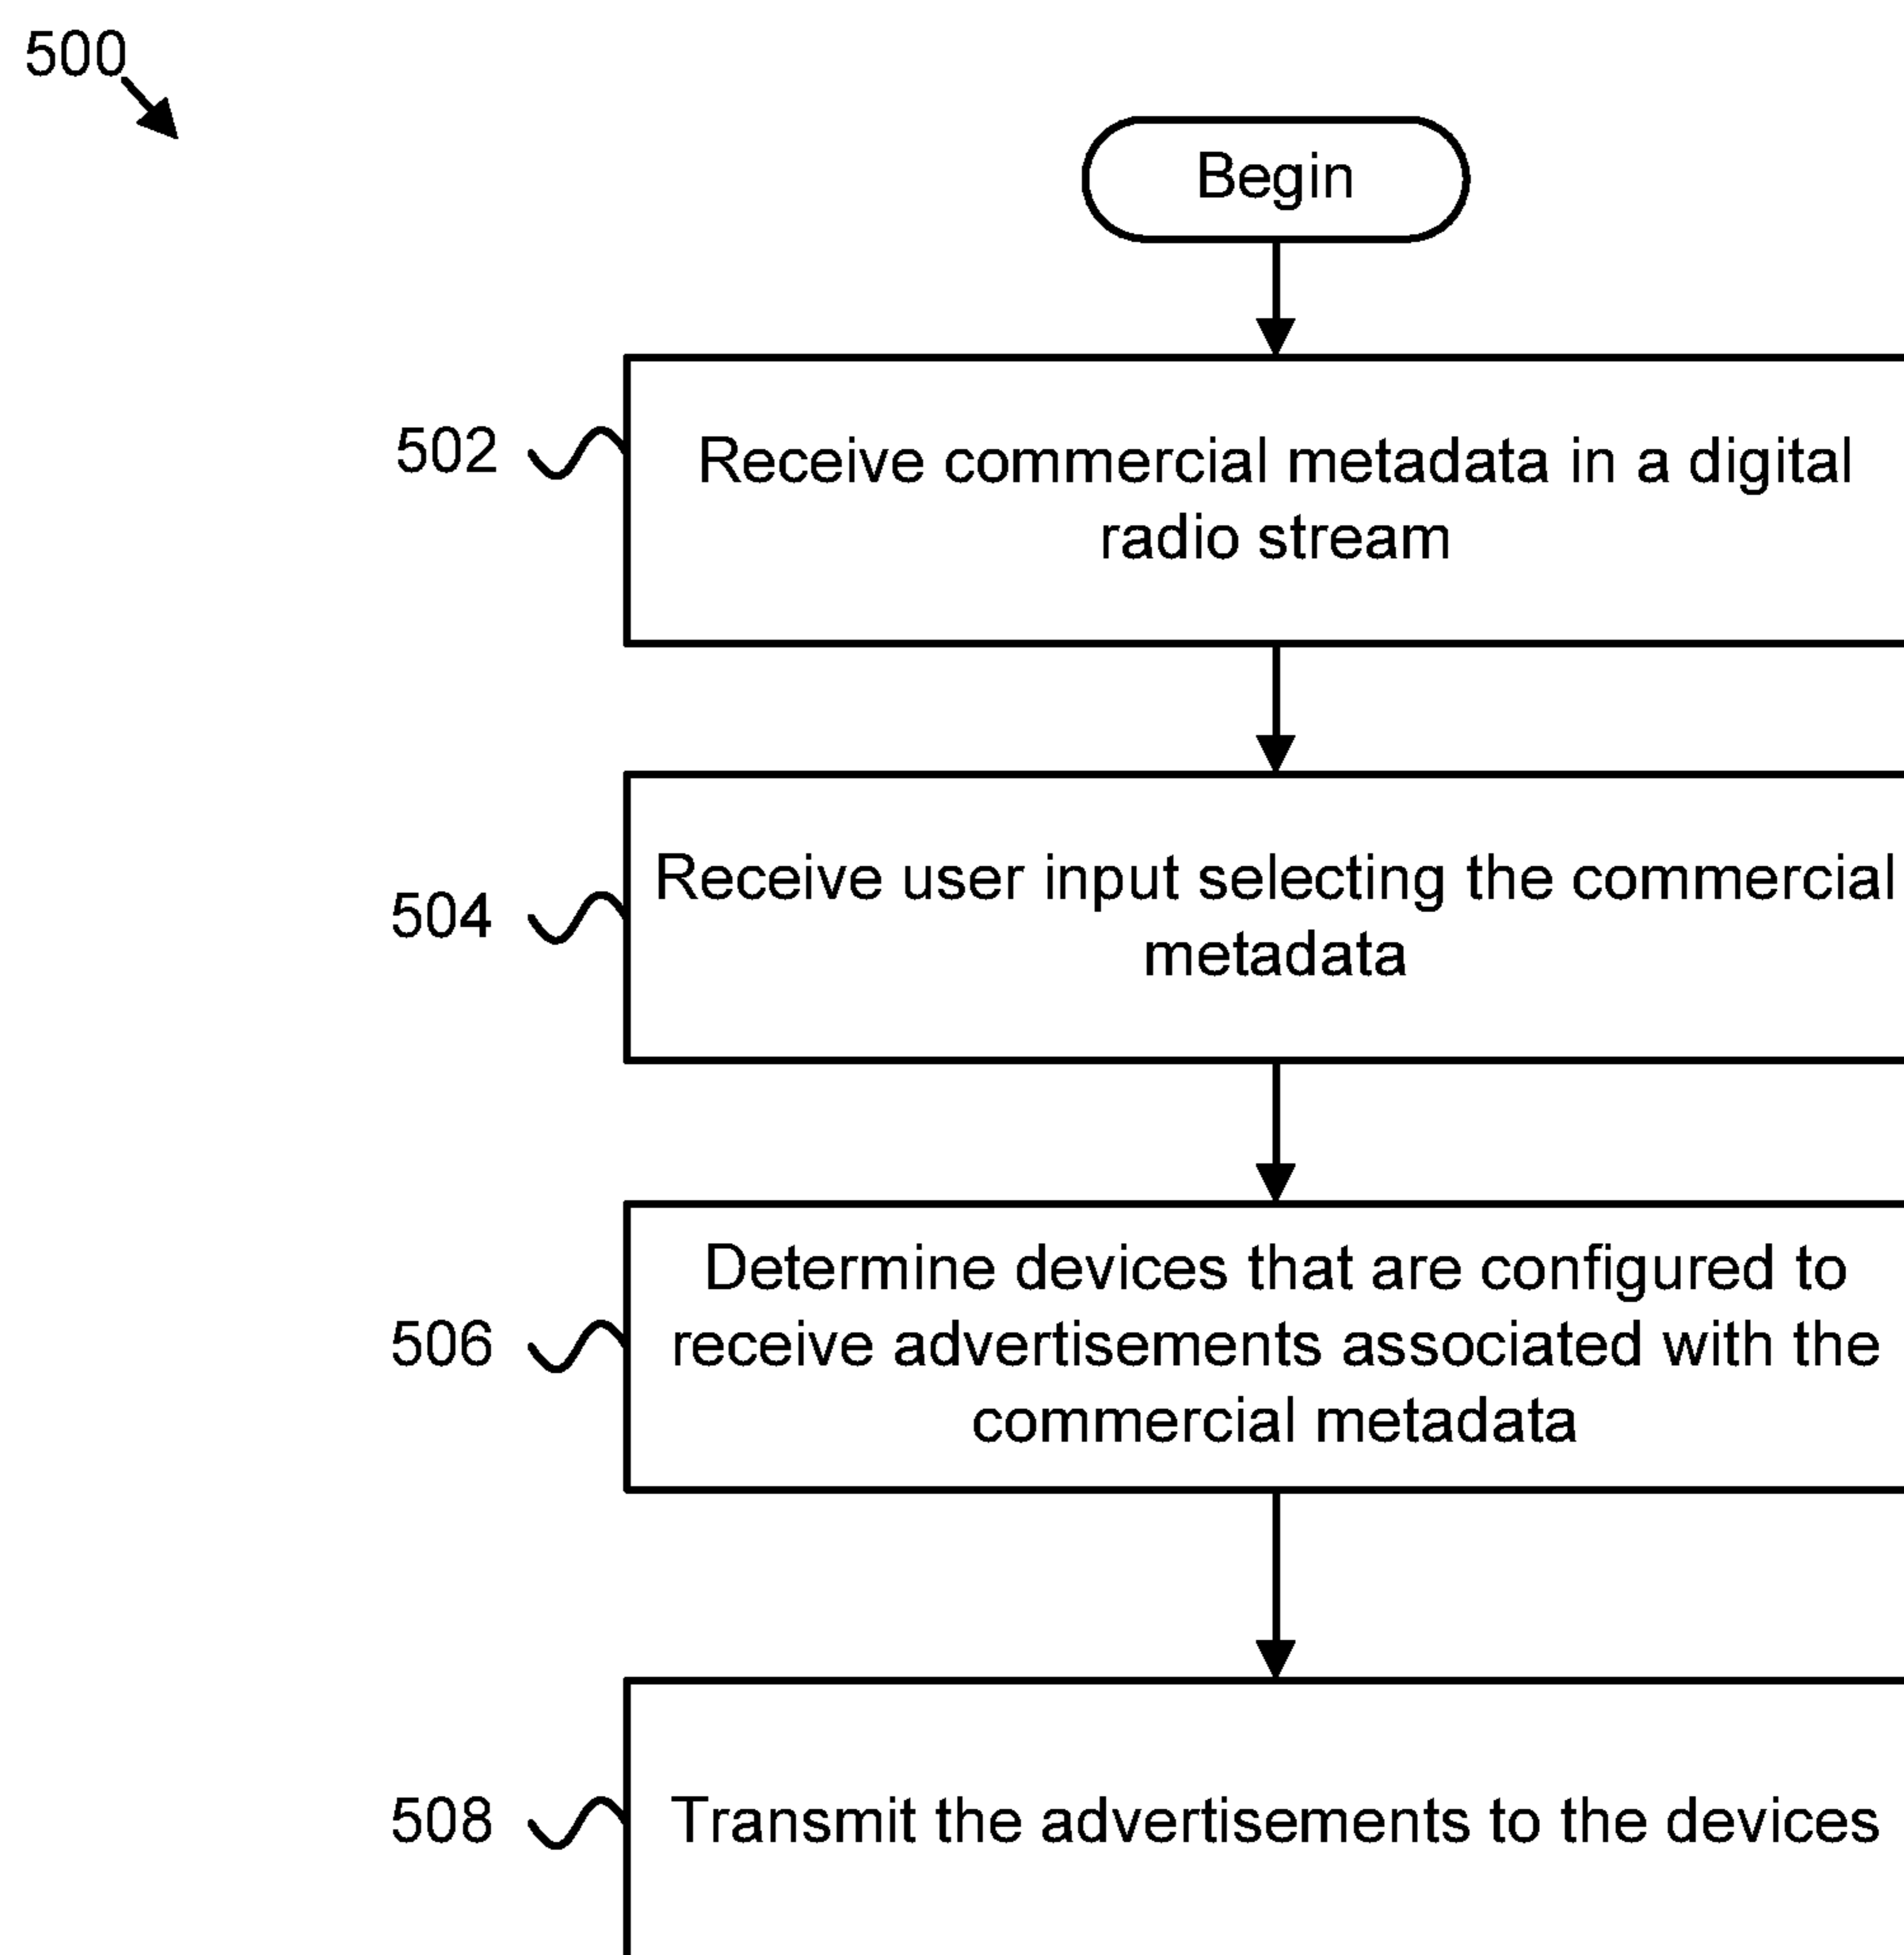 500
Begin
502
Receive commercial metadata in a digital
radio stream
504
Receive user input selecting the commercial
metadata
506
Determine devices that are configured to
receive advertisements associated with the
commercial metadata
508
Transmit the advertisements to the devices